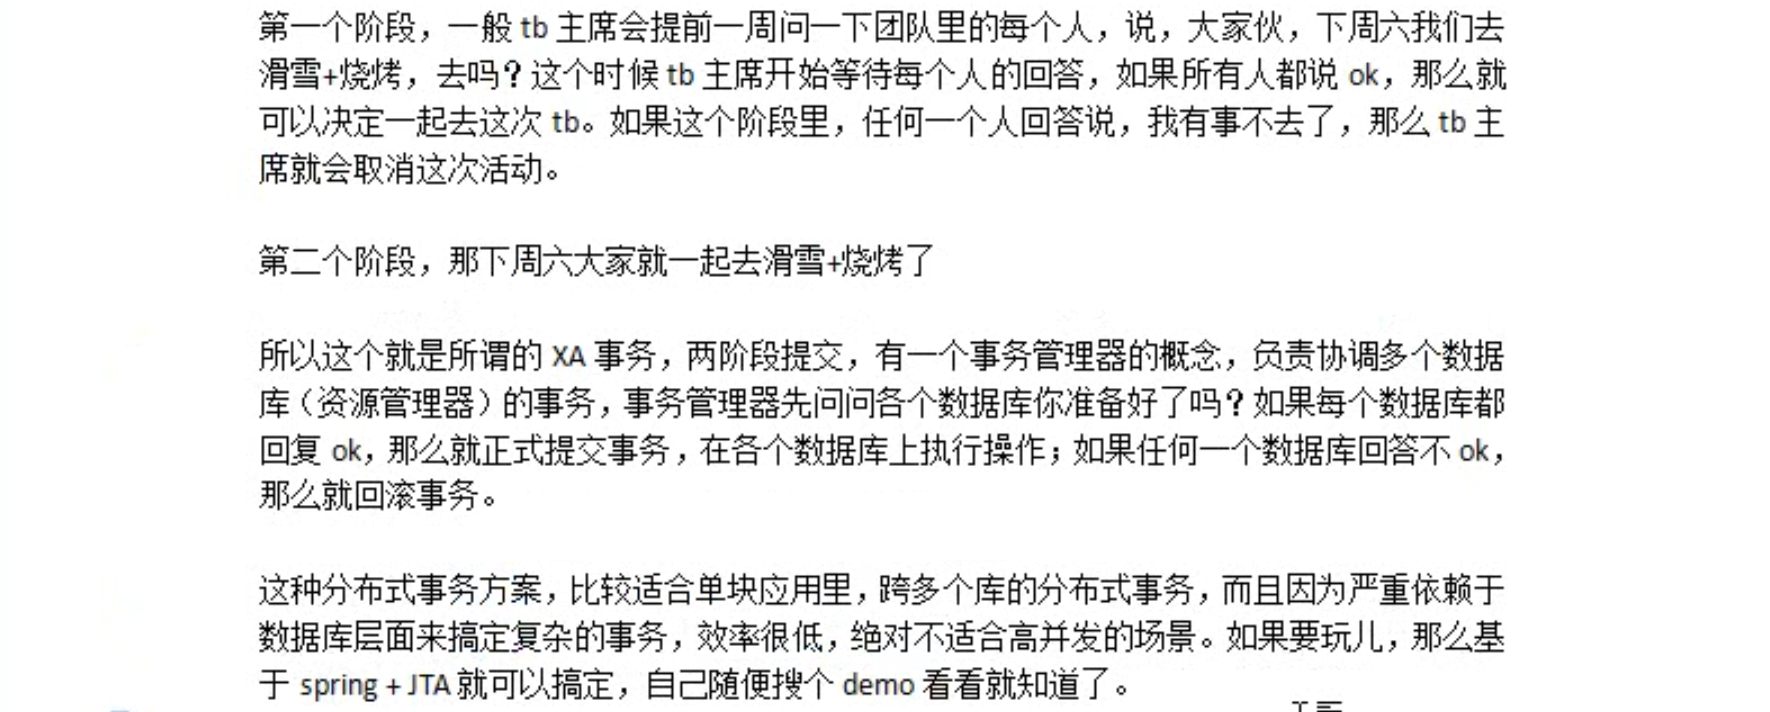 第一个阶段，一般 tb 主席会提前一周问一下团队里的每个人，说，大家伙，下周六我们去
滑雪+烧烤，去吗？这个时候 tb 主席开始等待每个人的回答，如果所有人都说 ok，那么就
可以决定一起去这次 tb。如果这个阶段里，任何一个人回答说，我有事不去了，那么 tb 主
席就会取消这次活动。
第二个阶段，那下周六大家就一起去滑雪+烧烤了
所以这个就是所谓的 XA 事务，两阶段提交，有一个事务管理器的概念，负责协调多个数据
库（资源管理器）的事务，事务管理器先问问各个数据库你准备好了吗？如果每个数据库都
回复 ok，那么就正式提交事务，在各个数据库上执行操作；如果任何一个数据库回答不 ok，
那么就回滚事务。
这种分布式事务方案，比较适合单块应用里，跨多个库的分布式事务，而且因为严重依赖于
数据库层面来搞定复杂的事务，效率很低，绝对不适合高并发的场景。如果要玩儿，那么基
于 spring + JTA 就可以搞定，自己随便搜个 demo 看看就知道了。